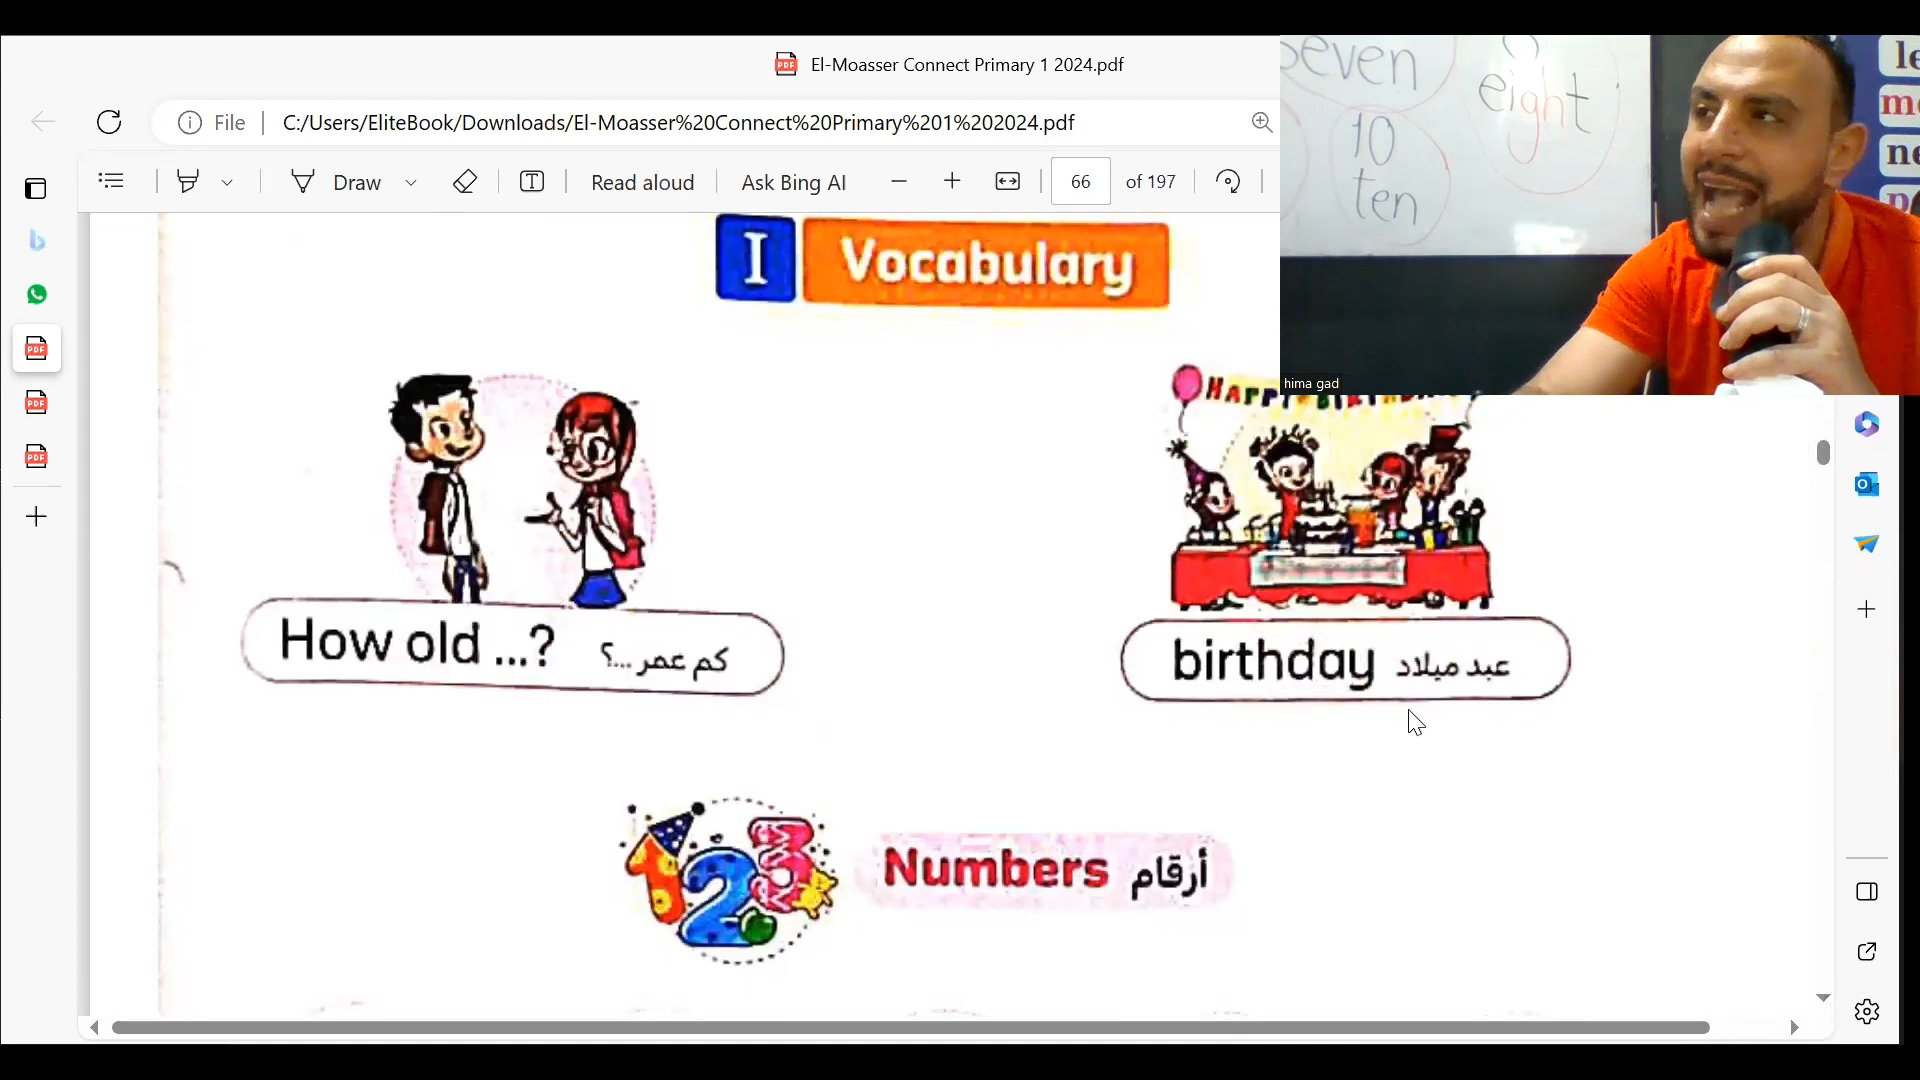 El-Moasser Connect Primary 1 2024.pdf
File
C:/Users/EliteBook/Downloads/El-Moasser%20Connect%20Primary%201%202024.pdf
Draw
Read aloud
Ask Bing AI
66
of 197
seven
8
eight
10
ten
hima gad
I Vocabulary
How old ...? كم عمر ...؟
birthday عيد ميلاد
123
Numbers أرقام